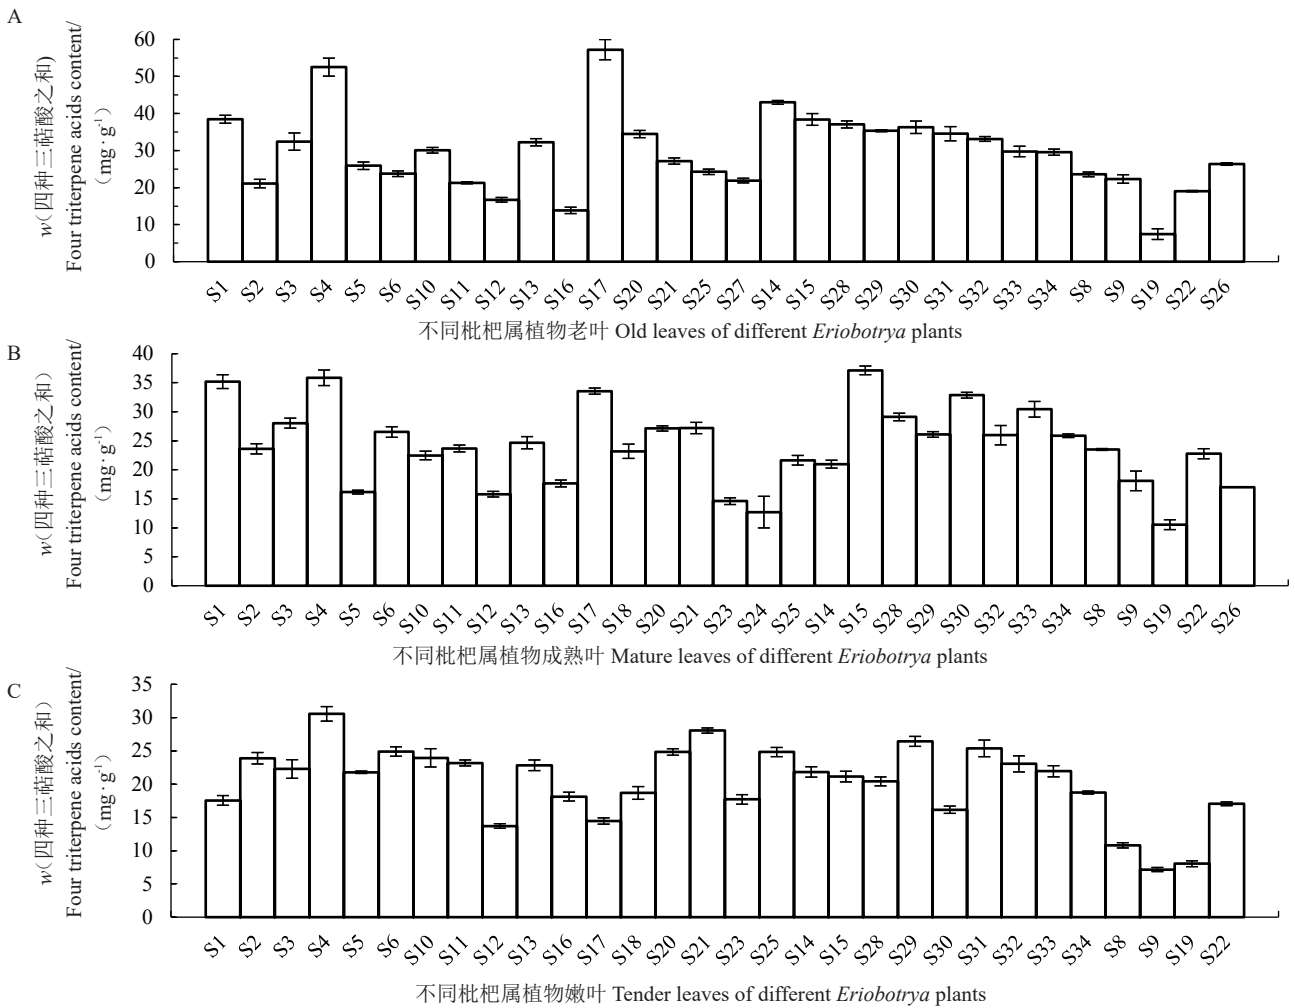 A
w(四种三萜酸之和)
Four triterpene acids content/
(mg·g-1)
60
50
40
30
20
10
0
S1 S2 S3 S4 S5 S6 S10 S11 S12 S13 S16 S17 S20 S21 S25 S27 S14 S15 S28 S29 S30 S31 S32 S33 S34 S8 S9 S19 S22 S26
不同枇杷属植物老叶 Old leaves of different Eriobotrya plants
B
w(四种三萜酸之和)
Four triterpene acids content/
(mg·g-1)
40
35
30
25
20
15
10
5
0
S1 S2 S3 S4 S5 S6 S10 S11 S12 S13 S16 S17 S18 S20 S21 S23 S24 S25 S14 S15 S28 S29 S30 S32 S33 S34 S8 S9 S19 S22 S26
不同枇杷属植物成熟叶 Mature leaves of different Eriobotrya plants
C
w(四种三萜酸之和)
Four triterpene acids content/
(mg·g-1)
35
30
25
20
15
10
5
0
S1 S2 S3 S4 S5 S6 S10 S11 S12 S13 S16 S17 S18 S20 S21 S23 S25 S14 S15 S28 S29 S30 S31 S32 S33 S34 S8 S9 S19 S22
不同枇杷属植物嫩叶 Tender leaves of different Eriobotrya plants